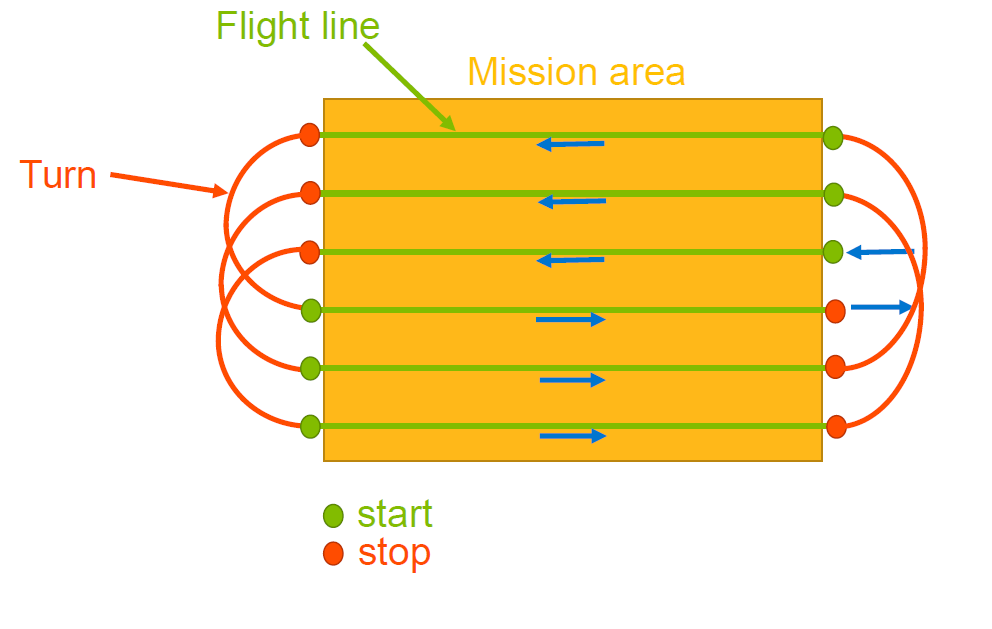 Flight line
Mission area
Turn
start
stop